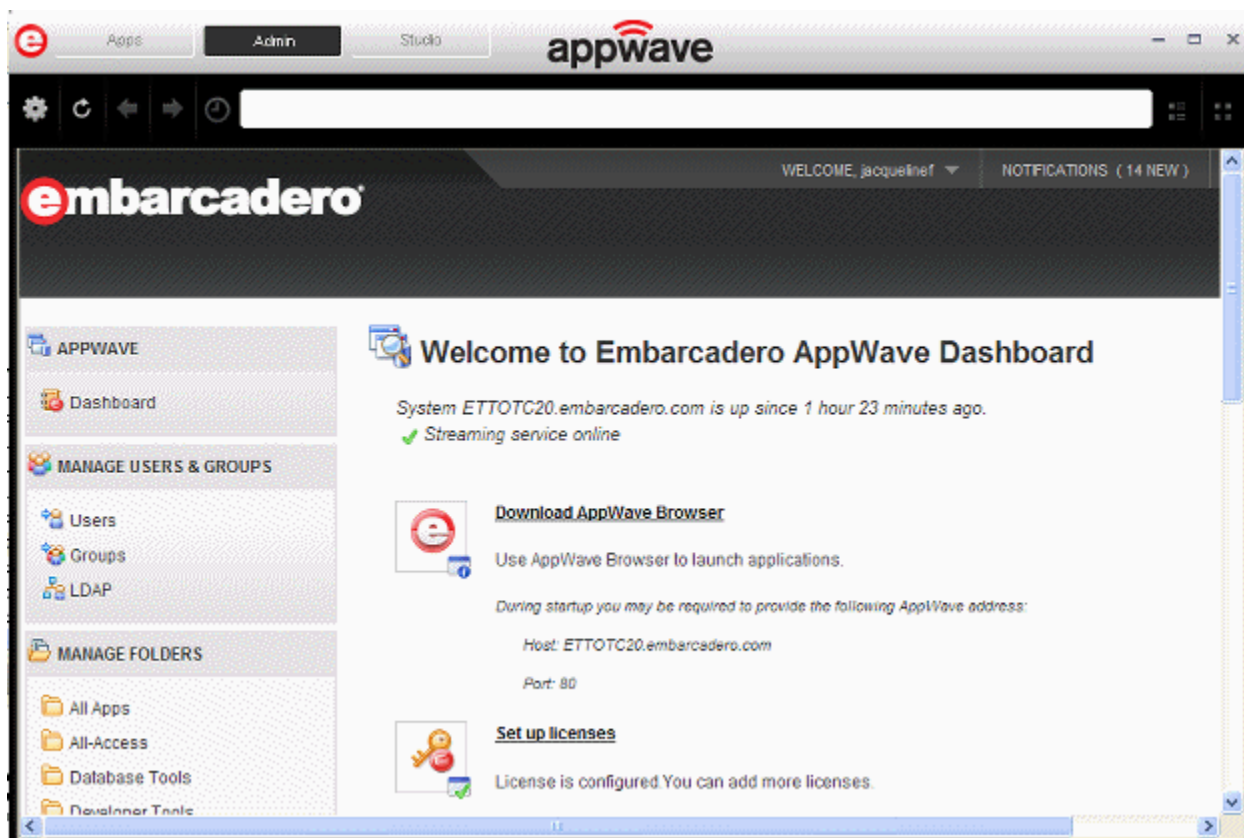 e Apps Admin Studio appwave
embarcadero
WELCOME, jacquelinef NOTIFICATIONS ( 14 NEW )
APPWAVE
Dashboard
MANAGE USERS & GROUPS
Users
Groups
LDAP
MANAGE FOLDERS
All Apps
All-Access
Database Tools
Developer Tools
Welcome to Embarcadero AppWave Dashboard
System ETTOTC20.embarcadero.com is up since 1 hour 23 minutes ago.
Streaming service online
Download AppWave Browser
Use AppWave Browser to launch applications.
During startup you may be required to provide the following AppWave address:
Host: ETTOTC20.embarcadero.com
Port: 80
Set up licenses
License is configured.You can add more licenses.